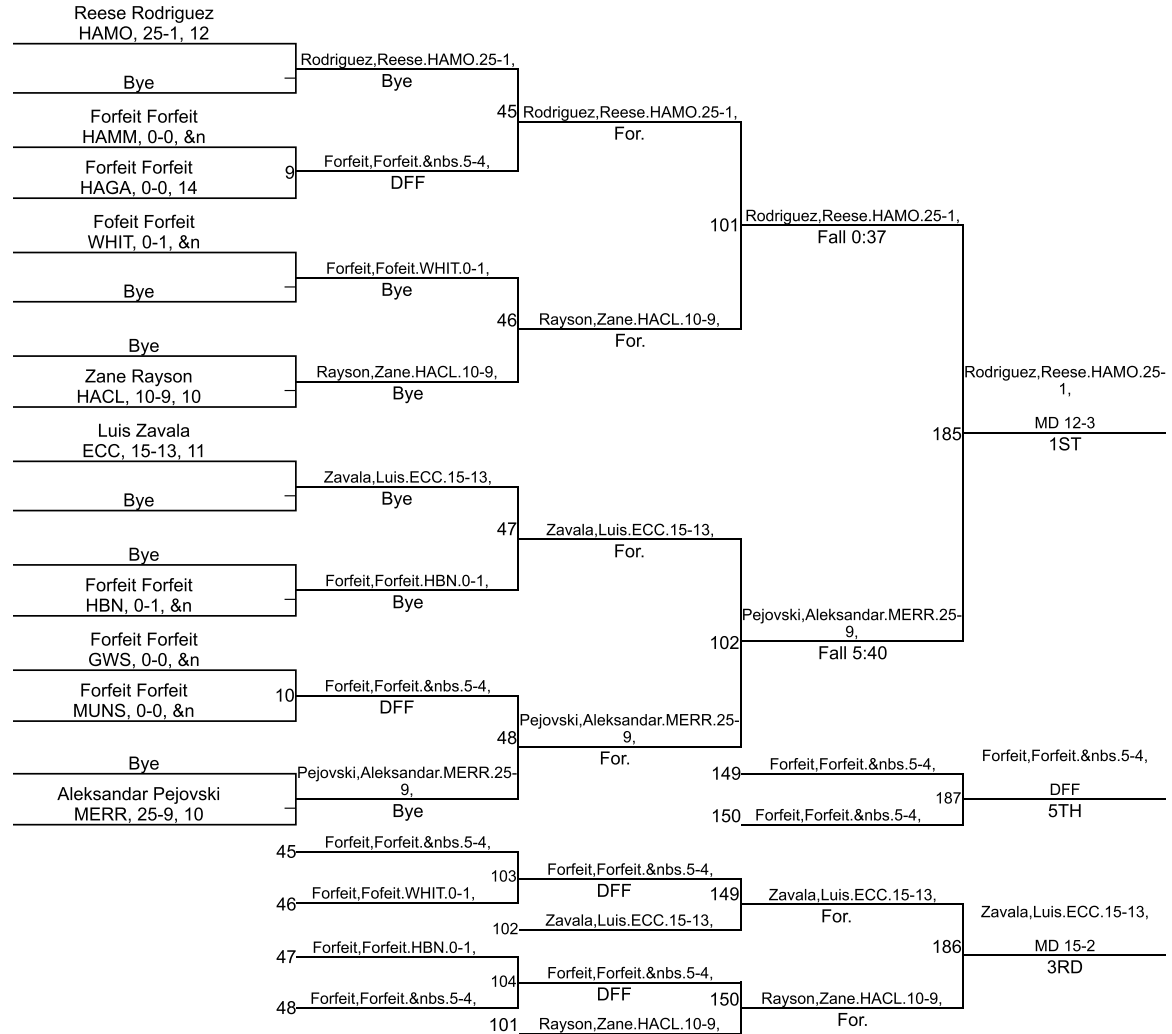 Reese Rodriguez
HAMO, 25-1, 12
Bye
Forfeit Forfeit
HAMM, 0-0, &n
Forfeit Forfeit
HAGA, 0-0, 14
9
Fofeit Forfeit
WHIT, 0-1, &n
Bye
Bye
Zane Rayson
HACL, 10-9, 10
Luis Zavala
ECC, 15-13, 11
Bye
Bye
Forfeit Forfeit
HBN, 0-1, &n
Forfeit Forfeit
GWS, 0-0, &n
Forfeit Forfeit
MUNS, 0-0, &n
10
Bye
Aleksandar Pejovski
MERR, 25-9, 10
Rodriguez,Reese.HAMO.25-1,
Bye
45
Forfeit,Forfeit.&nbs.5-4,
DFF
Forfeit,Fofeit.WHIT.0-1,
Bye
46
Rayson,Zane.HACL.10-9,
Bye
Zavala,Luis.ECC.15-13,
Bye
47
Forfeit,Forfeit.HBN.0-1,
Bye
Forfeit,Forfeit.&nbs.5-4,
DFF
48
Pejovski,Aleksandar.MERR.25-
9,
Bye
Rodriguez,Reese.HAMO.25-1,
For.
101
Rayson,Zane.HACL.10-9,
For.
Zavala,Luis.ECC.15-13,
For.
102
Pejovski,Aleksandar.MERR.25-
9,
For.
Rodriguez,Reese.HAMO.25-1,
Fall 0:37
185
Pejovski,Aleksandar.MERR.25-
9,
Fall 5:40
Rodriguez,Reese.HAMO.25-
1,
MD 12-3
1ST
149
Forfeit,Forfeit.&nbs.5-4,
187
150
Forfeit,Forfeit.&nbs.5-4,
Forfeit,Forfeit.&nbs.5-4,
DFF
5TH
45
Forfeit,Forfeit.&nbs.5-4,
103
46
Forfeit,Fofeit.WHIT.0-1,
47
Forfeit,Forfeit.HBN.0-1,
104
48
Forfeit,Forfeit.&nbs.5-4,
Forfeit,Forfeit.&nbs.5-4,
DFF
149
102
Zavala,Luis.ECC.15-13,
Forfeit,Forfeit.&nbs.5-4,
DFF
150
101
Rayson,Zane.HACL.10-9,
Zavala,Luis.ECC.15-13,
For.
186
Rayson,Zane.HACL.10-9,
For.
Zavala,Luis.ECC.15-13,
MD 15-2
3RD